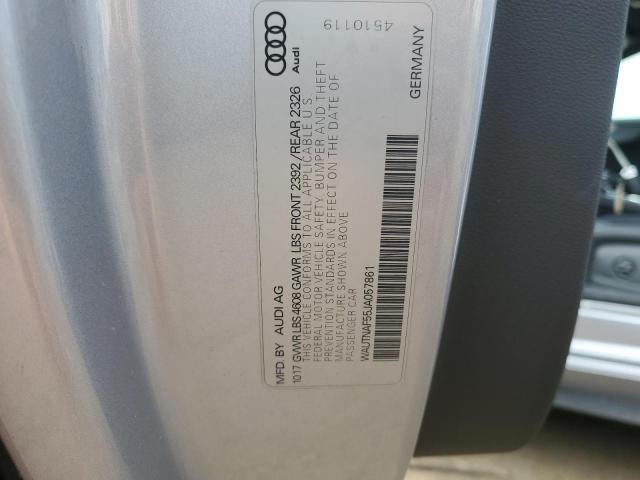 MFD. BY AUDI AG
1017 GVWR LBS 4608 GAWR LBS FRONT 2392 / REAR 2326
THIS VEHICLE CONFORMS TO ALL APPLICABLE U S
FEDERAL MOTOR VEHICLE SAFETY, BUMPER AND THEFT
PREVENTION STANDARDS IN EFFECT ON THE DATE OF
MANUFACTURE SHOWN ABOVE
PASSENGER CAR
WAUTNAF55JA057861
Audi
4510119
GERMANY